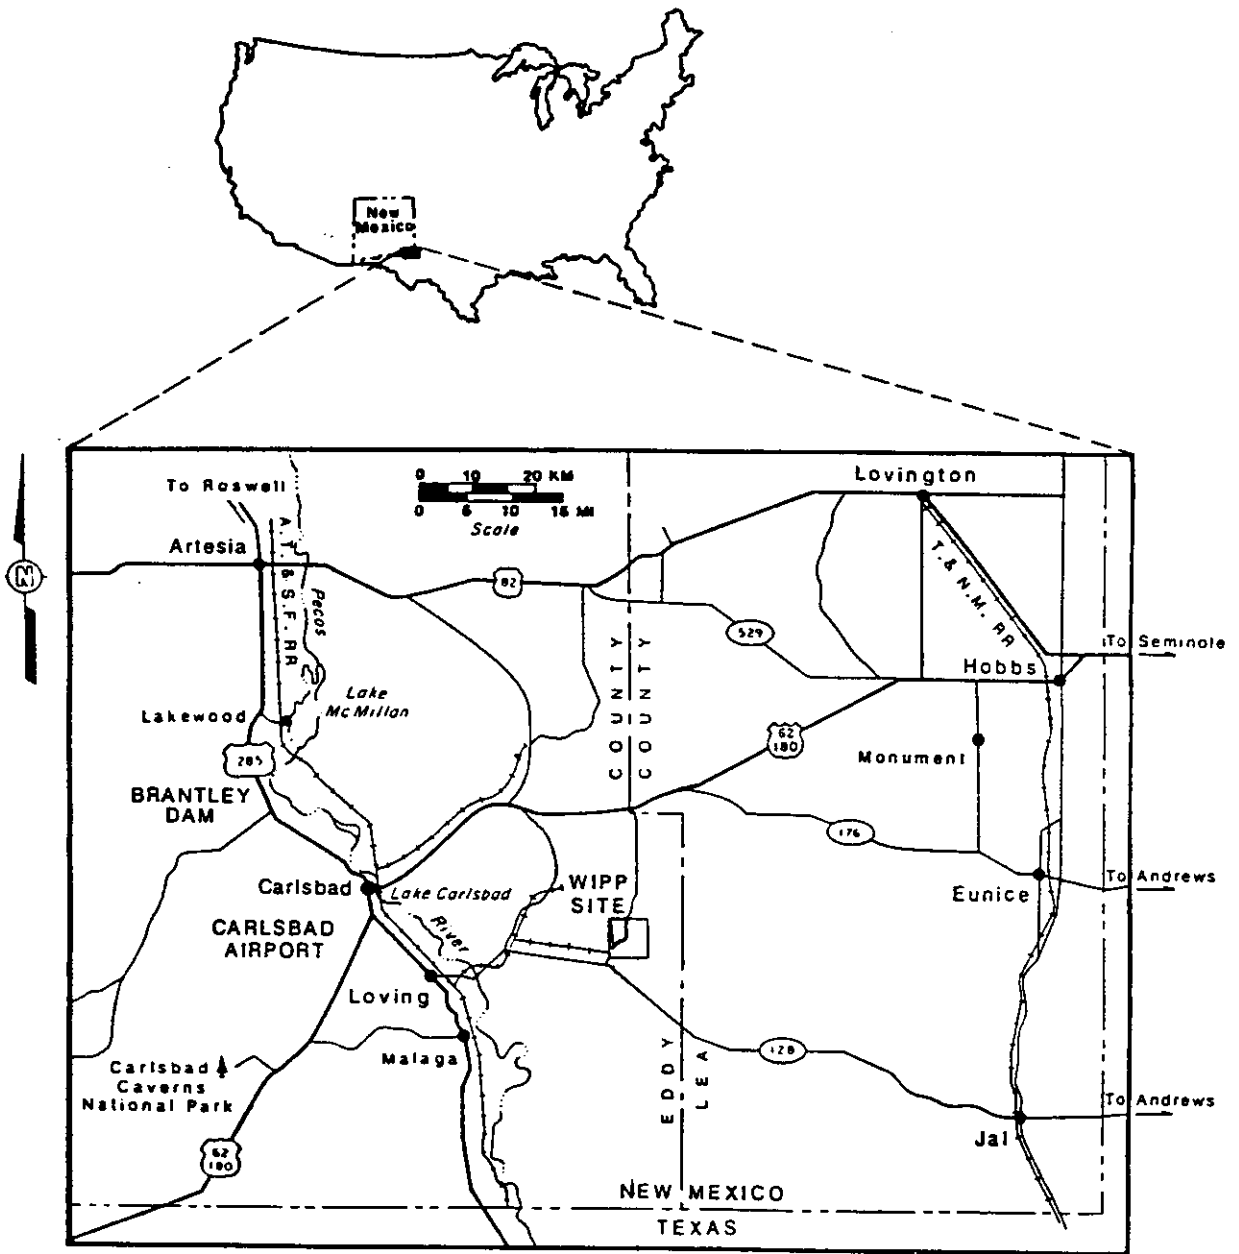 New
Mexico
0 10 20 KM
0 5 10 15 MI
Scale
Lovington
To Roswell
A.T. & S.F. RR
Artesia
N
Pecos
82
T. & N.M. RR
529
COUNTY
COUNTY
To Seminole
Hobbs
Lake
McMillan
Lakewood
62
180
285
Monument
BRANTLEY
DAM
176
Carlsbad
Lake Carlsbad
WIPP
SITE
To Andrews
Eunice
CARLSBAD
AIRPORT
River
Loving
Malaga
EDDY
LEA
128
Carlsbad
Caverns
National Park
To Andrews
Jal
62
180
NEW MEXICO
TEXAS